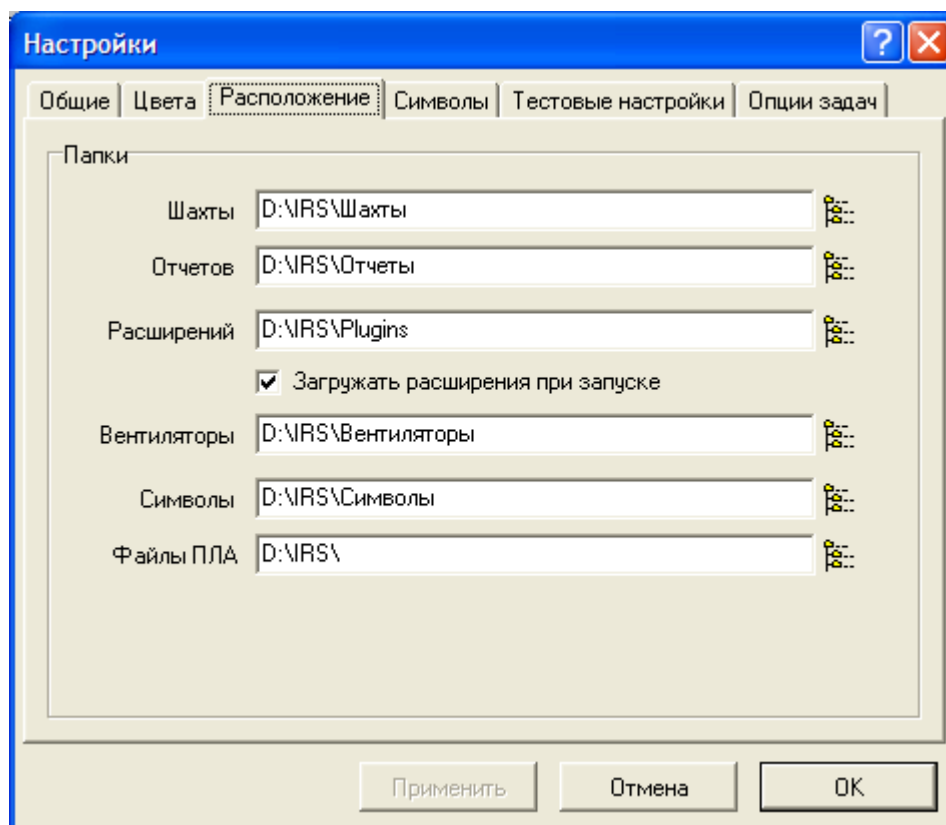 Настройки
Общие Цвета Расположение Символы Тестовые настройки Опции задач
Папки
Шахты D:\IRS\Шахты
Отчетов D:\IRS\Отчеты
Расширений D:\IRS\Plugins
Загружать расширения при запуске
Вентиляторы D:\IRS\Вентиляторы
Символы D:\IRS\Символы
Файлы ПЛА D:\IRS\
Применить Отмена OK